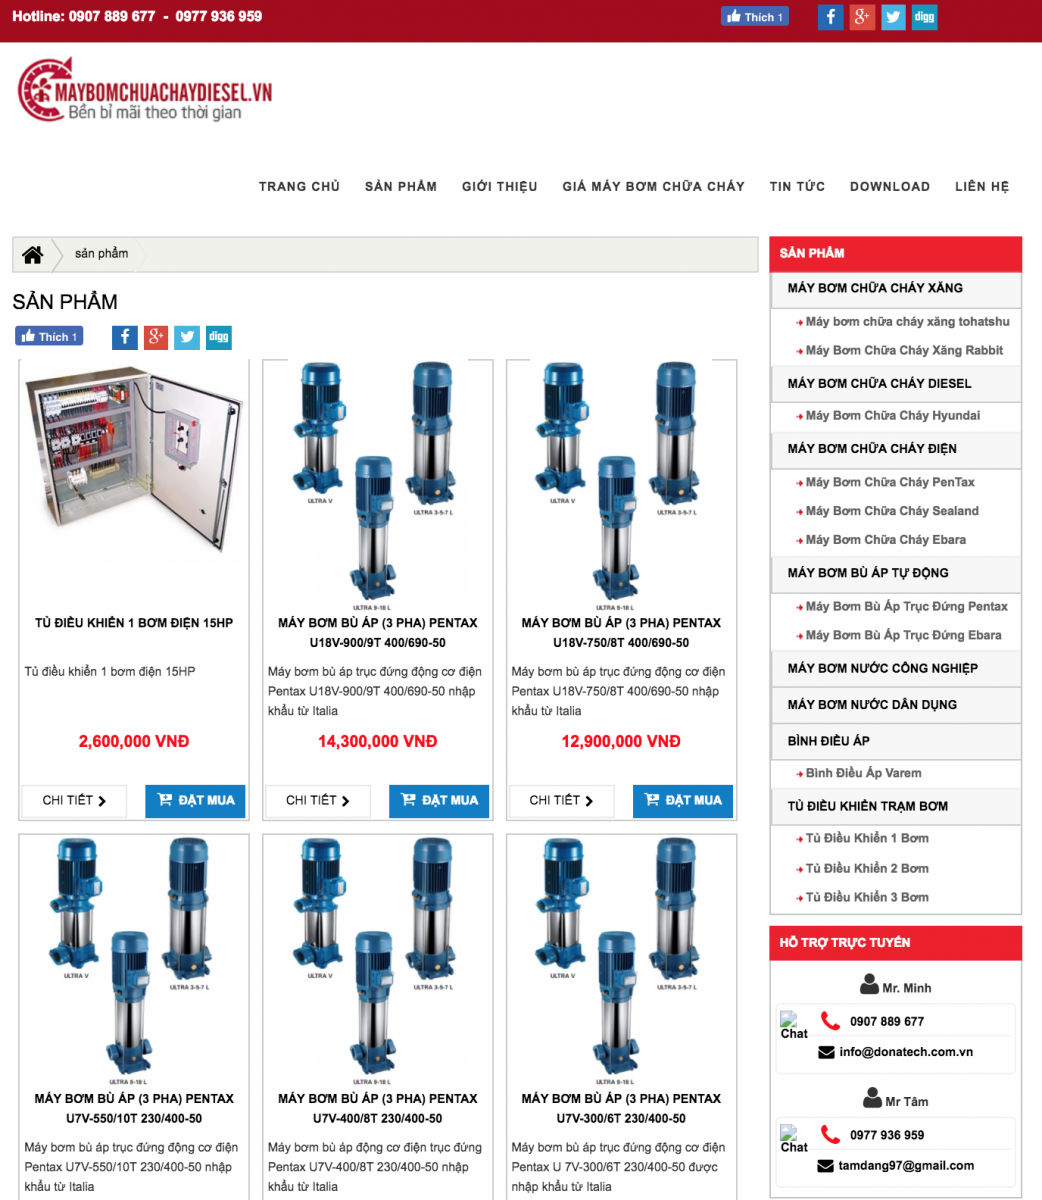 Hotline: 0907 889 677 - 0977 936 959
Thích 1
digg
MAYBOMCHUACHAYDIESEL.VN
Bền bỉ mãi theo thời gian
TRANG CHỦ SẢN PHẨM GIỚI THIỆU GIÁ MÁY BƠM CHỮA CHÁY TIN TỨC DOWNLOAD LIÊN HỆ
sản phẩm
SẢN PHẨM
Thích 1
digg
ULTRA V
ULTRA 3-5-7 L
ULTRA 9-18 L
ULTRA V
ULTRA 3-5-7 L
ULTRA 9-18 L
TỦ ĐIỀU KHIỂN 1 BƠM ĐIỆN 15HP
Tủ điều khiển 1 bơm điện 15HP
2,600,000 VNĐ
CHI TIẾT
ĐẶT MUA
MÁY BƠM BÙ ÁP (3 PHA) PENTAX
U18V-900/9T 400/690-50
Máy bơm bù áp trục đứng động cơ điện
Pentax U18V-900/9T 400/690-50 nhập
khẩu từ Italia
14,300,000 VNĐ
CHI TIẾT
ĐẶT MUA
MÁY BƠM BÙ ÁP (3 PHA) PENTAX
U18V-750/8T 400/690-50
Máy bơm bù áp trục đứng động cơ điện
Pentax U18V-750/8T 400/690-50 nhập
khẩu từ Italia
12,900,000 VNĐ
CHI TIẾT
ĐẶT MUA
ULTRA V
ULTRA 3-5-7 L
ULTRA 9-18 L
MÁY BƠM BÙ ÁP (3 PHA) PENTAX
U7V-550/10T 230/400-50
Máy bơm bù áp trục đứng động cơ điện
Pentax U7V-550/10T 230/400-50 nhập
khẩu từ Italia
ULTRA V
ULTRA 3-5-7 L
ULTRA 9-18 L
MÁY BƠM BÙ ÁP (3 PHA) PENTAX
U7V-400/8T 230/400-50
Máy bơm bù áp động cơ điện trục đứng
Pentax U7V-400/8T 230/400-50 nhập
khẩu từ Italia
ULTRA V
ULTRA 3-5-7 L
ULTRA 9-18 L
MÁY BƠM BÙ ÁP (3 PHA) PENTAX
U7V-300/6T 230/400-50
Máy bơm bù áp trục đứng động cơ điện
Pentax U 7V-300/6T 230/400-50 được
nhập khẩu từ Italia
SẢN PHẨM
MÁY BƠM CHỮA CHÁY XĂNG
Máy bơm chữa cháy xăng tohatshu
Máy Bơm Chữa Cháy Xăng Rabbit
MÁY BƠM CHỮA CHÁY DIESEL
Máy Bơm Chữa Cháy Hyundai
MÁY BƠM CHỮA CHÁY ĐIỆN
Máy Bơm Chữa Cháy PenTax
Máy Bơm Chữa Cháy Sealand
Máy Bơm Chữa Cháy Ebara
MÁY BƠM BÙ ÁP TỰ ĐỘNG
Máy Bơm Bù Áp Trục Đứng Pentax
Máy Bơm Bù Áp Trục Đứng Ebara
MÁY BƠM NƯỚC CÔNG NGHIỆP
MÁY BƠM NƯỚC DÂN DỤNG
BÌNH ĐIỀU ÁP
Bình Điều Áp Varem
TỦ ĐIỀU KHIỂN TRẠM BƠM
Tủ Điều Khiển 1 Bơm
Tủ Điều Khiển 2 Bơm
Tủ Điều Khiển 3 Bơm
HỖ TRỢ TRỰC TUYẾN
Mr. Minh
Chat
0907 889 677
info@donatech.com.vn
Mr Tâm
Chat
0977 936 959
tamdang97@gmail.com